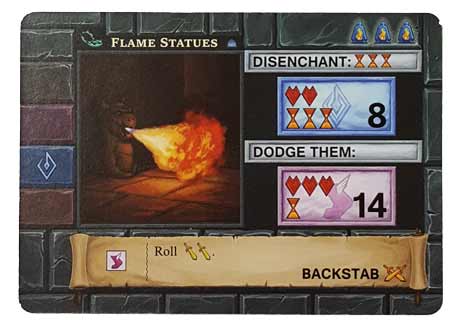 FLAME STATUES
DISENCHANT:
8
DODGE THEM:
14
Roll .
BACKSTAB